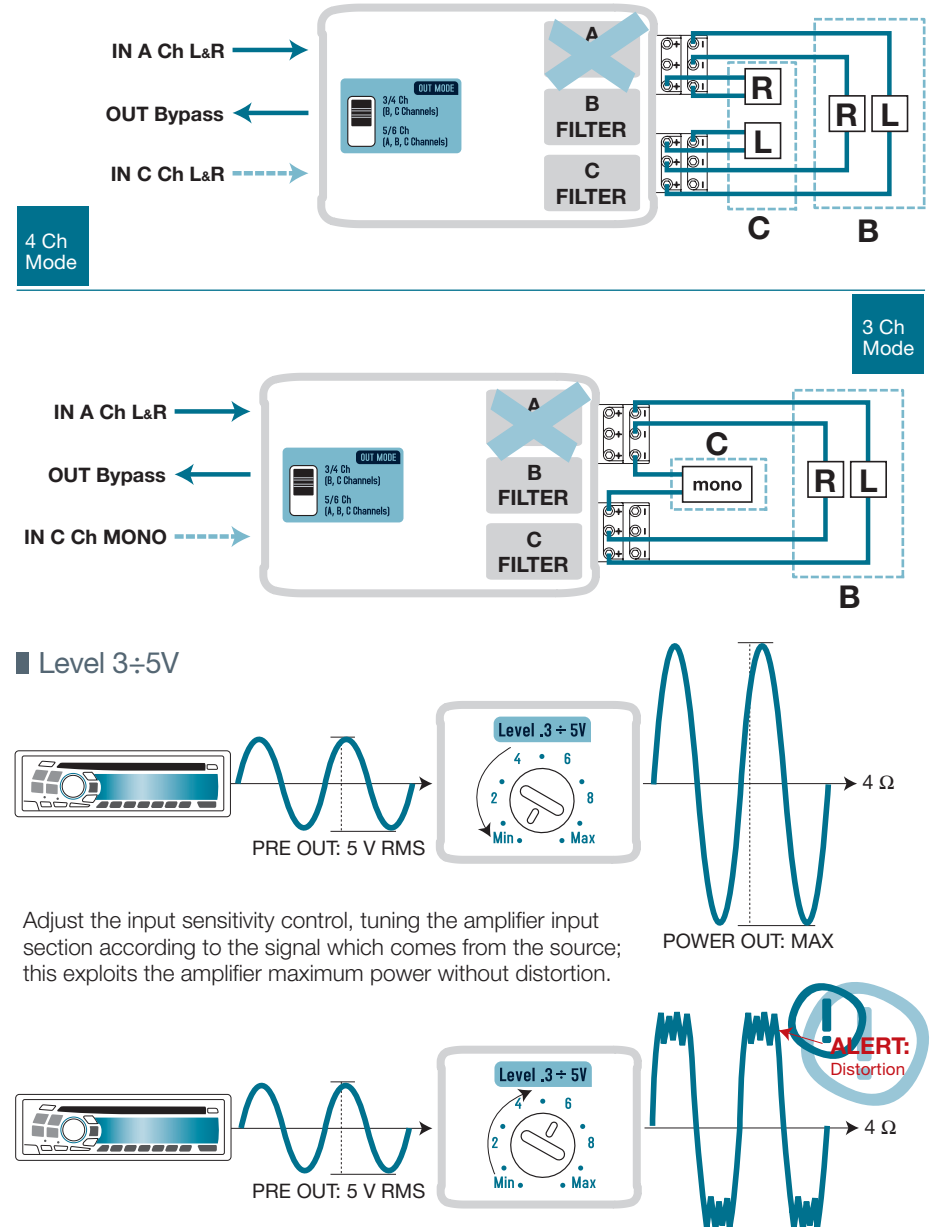 IN A Ch L&R
OUT Bypass
IN C Ch L&R
OUT MODE
3/4 Ch
(B, C Channels)
5/6 Ch
(A, B, C Channels)
A
B
FILTER
C
FILTER
R
L
R
L
C
B
4 Ch
Mode
3 Ch
Mode
IN A Ch L&R
OUT Bypass
IN C Ch MONO
OUT MODE
3/4 Ch
(B, C Channels)
5/6 Ch
(A, B, C Channels)
A
B
FILTER
C
FILTER
C
mono
R
L
B
Level 3÷5V
PRE OUT: 5 V RMS
Level .3 ÷ 5V
4
6
2
8
Min
Max
4 Ω
POWER OUT: MAX
Adjust the input sensitivity control, tuning the amplifier input
section according to the signal which comes from the source;
this exploits the amplifier maximum power without distortion.
PRE OUT: 5 V RMS
Level .3 ÷ 5V
4
6
2
8
Min
Max
!
ALERT:
Distortion
4 Ω